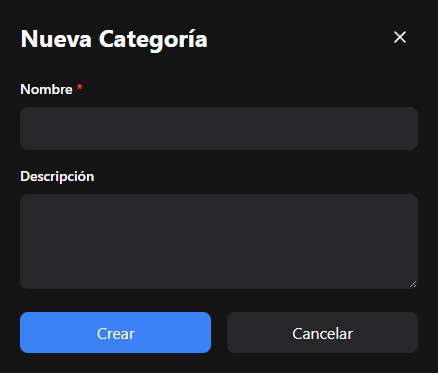 Nueva Categoría
Nombre *
Descripción
Crear
Cancelar